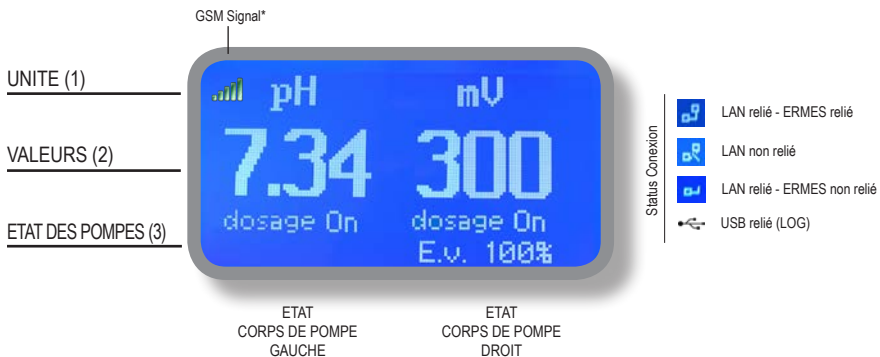 GSM Signal*
UNITE (1)
VALEURS (2)
ETAT DES POMPES (3)
pH mV
7.34 300
dosage On dosage On
E.v. 100%
ETAT
CORPS DE POMPE
GAUCHE
ETAT
CORPS DE POMPE
DROIT
Status Conexion
LAN relié - ERMES relié
LAN non relié
LAN relié - ERMES non relié
USB relié (LOG)